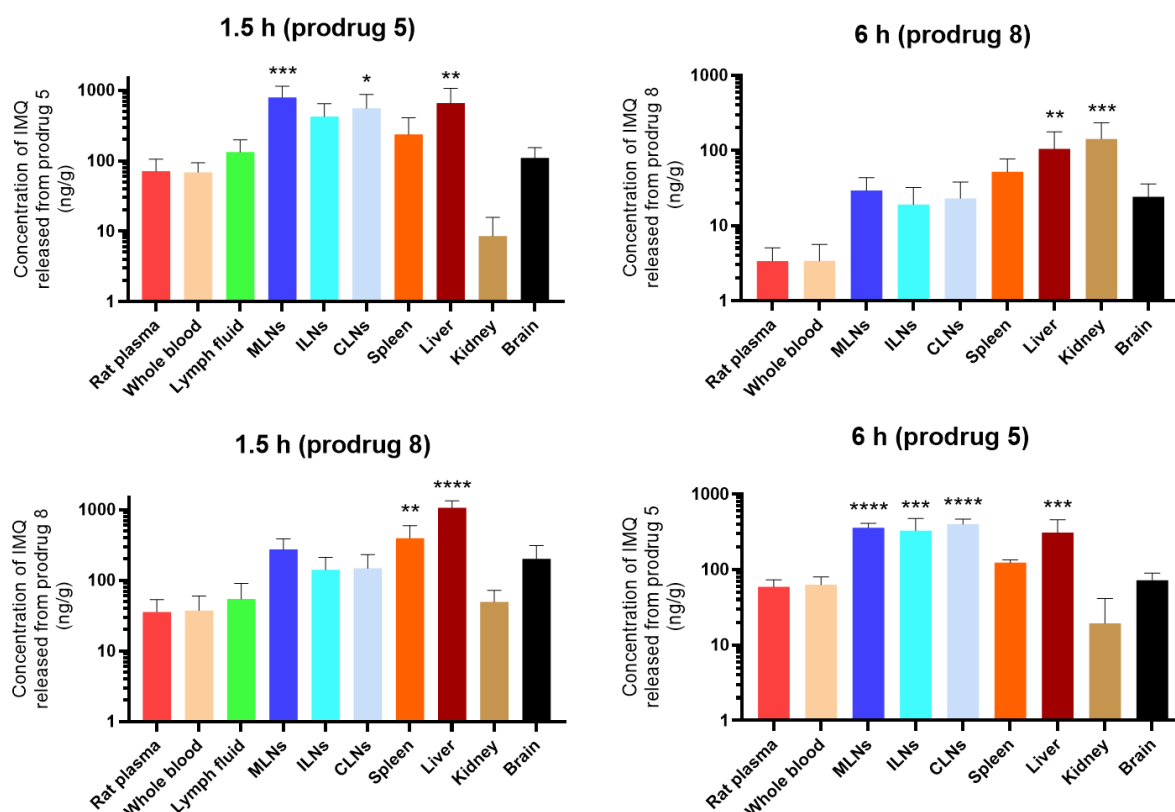 1.5 h (prodrug 5)
Concentration of IMQ
released from prodrug 5
(ng/g)
1000
100
10
1
***
*
**
Rat plasma
Whole blood
Lymph fluid
MLNs
ILNs
CLNs
Spleen
Liver
Kidney
Brain
6 h (prodrug 8)
Concentration of IMQ
released from prodrug 8
(ng/g)
1000
100
10
1
**
***
Rat plasma
Whole blood
MLNs
ILNs
CLNs
Spleen
Liver
Kidney
Brain
1.5 h (prodrug 8)
Concentration of IMQ
released from prodrug 8
(ng/g)
1000
100
10
1
**
****
Rat plasma
Whole blood
Lymph fluid
MLNs
ILNs
CLNs
Spleen
Liver
Kidney
Brain
6 h (prodrug 5)
Concentration of IMQ
released from prodrug 5
(ng/g)
1000
100
10
1
****
***
****
***
Rat plasma
Whole blood
MLNs
ILNs
CLNs
Spleen
Liver
Kidney
Brain